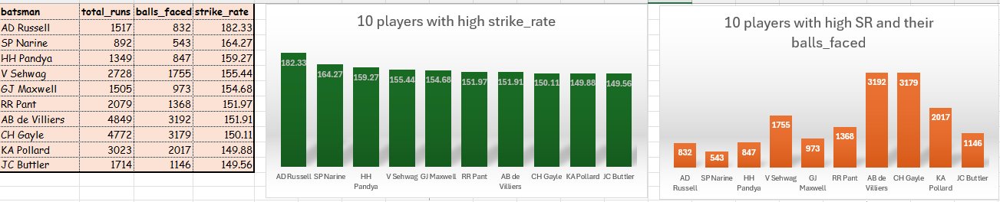 batsman total_runs balls_faced strike_rate
AD Russell 1517 832 182.33
SP Narine 892 543 164.27
HH Pandya 1349 847 159.27
V Sehwag 2728 1755 155.44
GJ Maxwell 1505 973 154.68
RR Pant 2079 1368 151.97
AB de Villiers 4849 3192 151.91
CH Gayle 4772 3179 150.11
KA Pollard 3023 2017 149.88
JC Buttler 1714 1146 149.56
10 players with high strike_rate
182.33 164.27 159.27 155.44 154.68 151.97 151.91 150.11 149.88 149.56
AD Russell SP Narine HH Pandya V Sehwag GJ Maxwell RR Pant AB de Villiers CH Gayle KA Pollard JC Buttler
10 players with high SR and their
balls_faced
832 543 847 1755 973 1368 3192 3179 2017 1146
AD Russell SP Narine HH Pandya V Sehwag GJ Maxwell RR Pant AB de Villiers CH Gayle KA Pollard JC Buttler